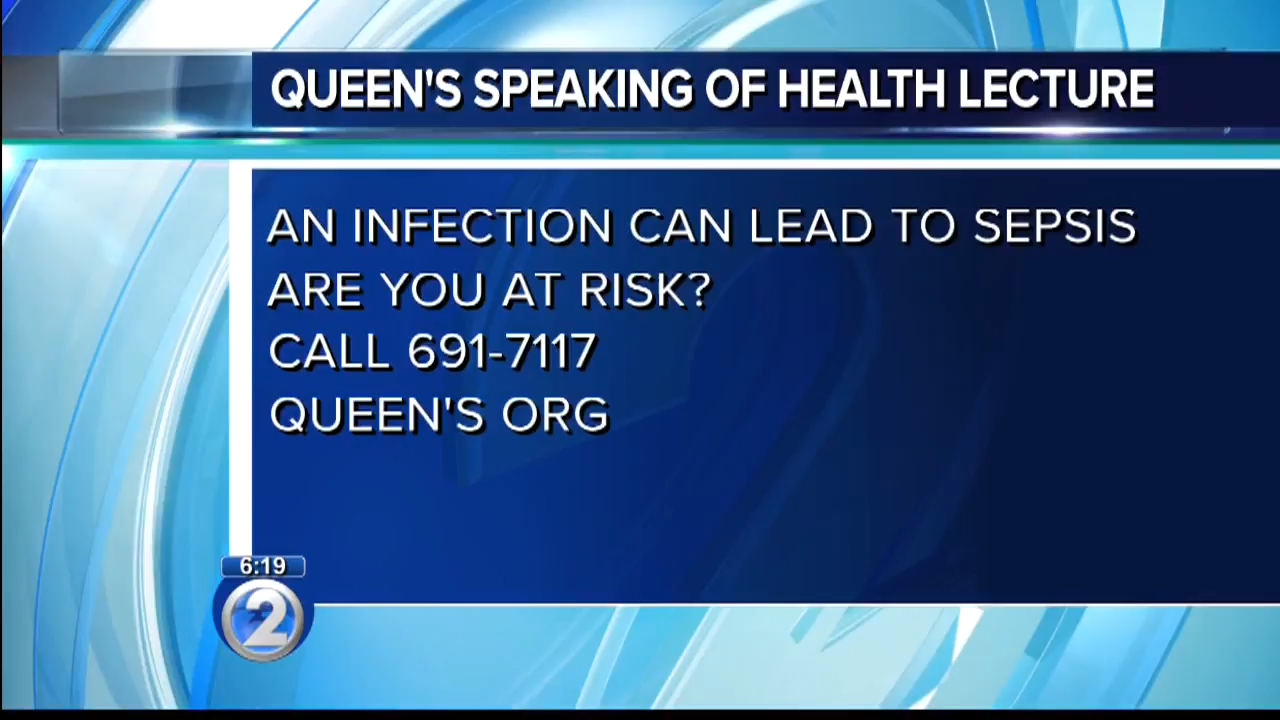 QUEEN'S SPEAKING OF HEALTH LECTURE
AN INFECTION CAN LEAD TO SEPSIS
ARE YOU AT RISK?
CALL 691-7117
QUEEN'S ORG
6:19
2